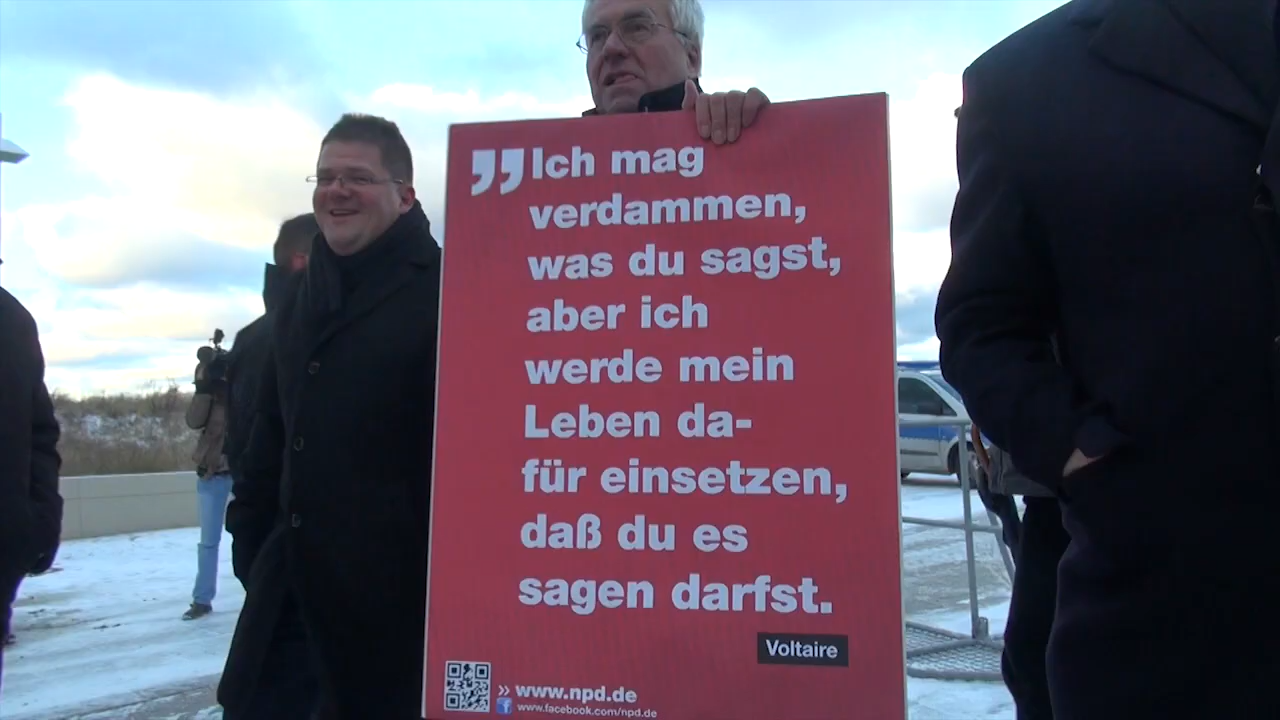 ❟❟ Ich mag
verdammen,
was du sagst,
aber ich
werde mein
Leben da-
für einsetzen,
daß du es
sagen darfst.
Voltaire
» www.npd.de
www.facebook.com/npd.de